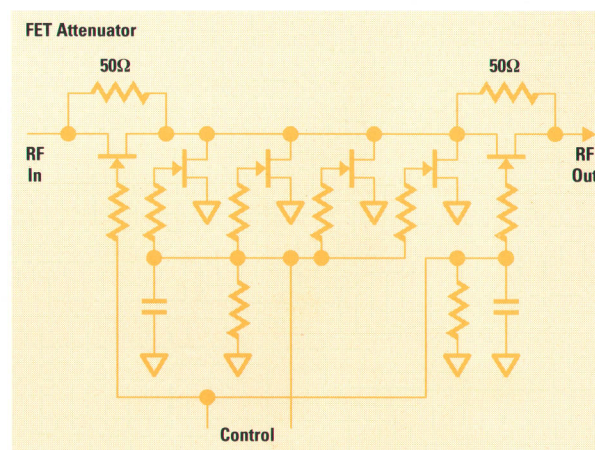 FET Attenuator
50Ω
50Ω
RF
In
RF
Out
Control